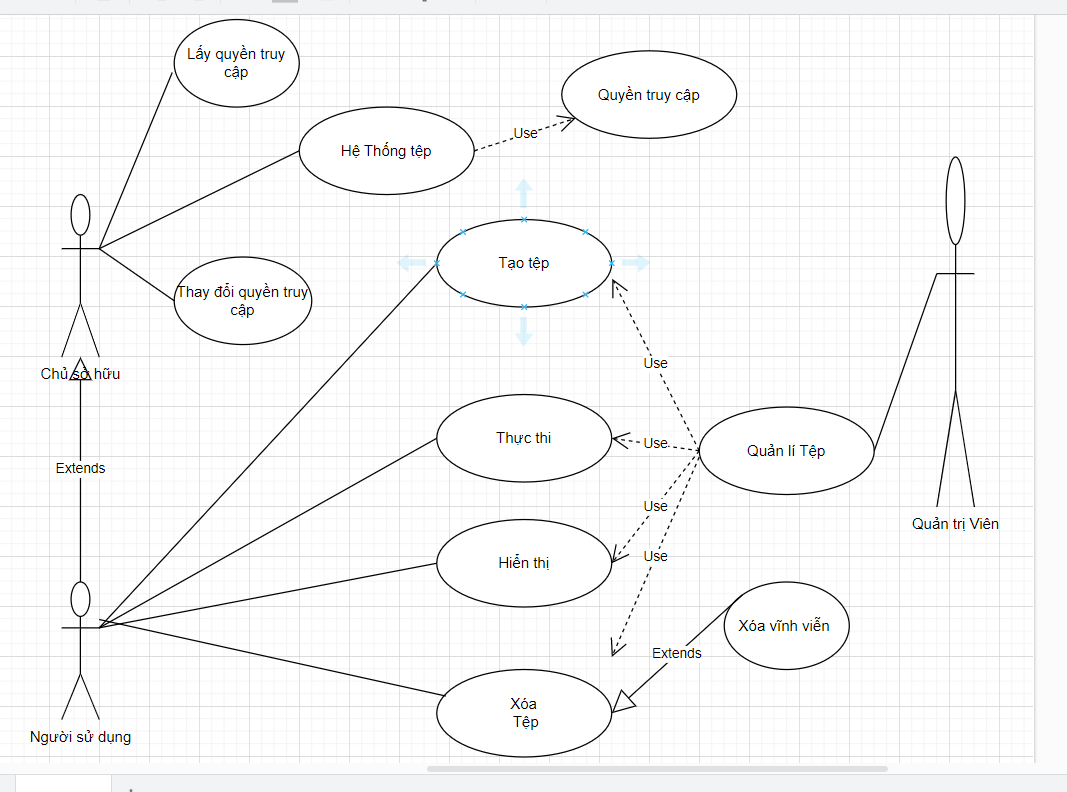 Lấy quyền truy
cập
Quyền truy cập
Use
Hệ Thống tệp
Tạo tệp
Thay đổi quyền truy
cập
Use
Chủ sở hữu
Thực thi
Use
Quản lí Tệp
Extends
Use
Quản trị Viên
Use
Hiển thị
Xóa vĩnh viễn
Extends
Xóa
Tệp
Người sử dụng